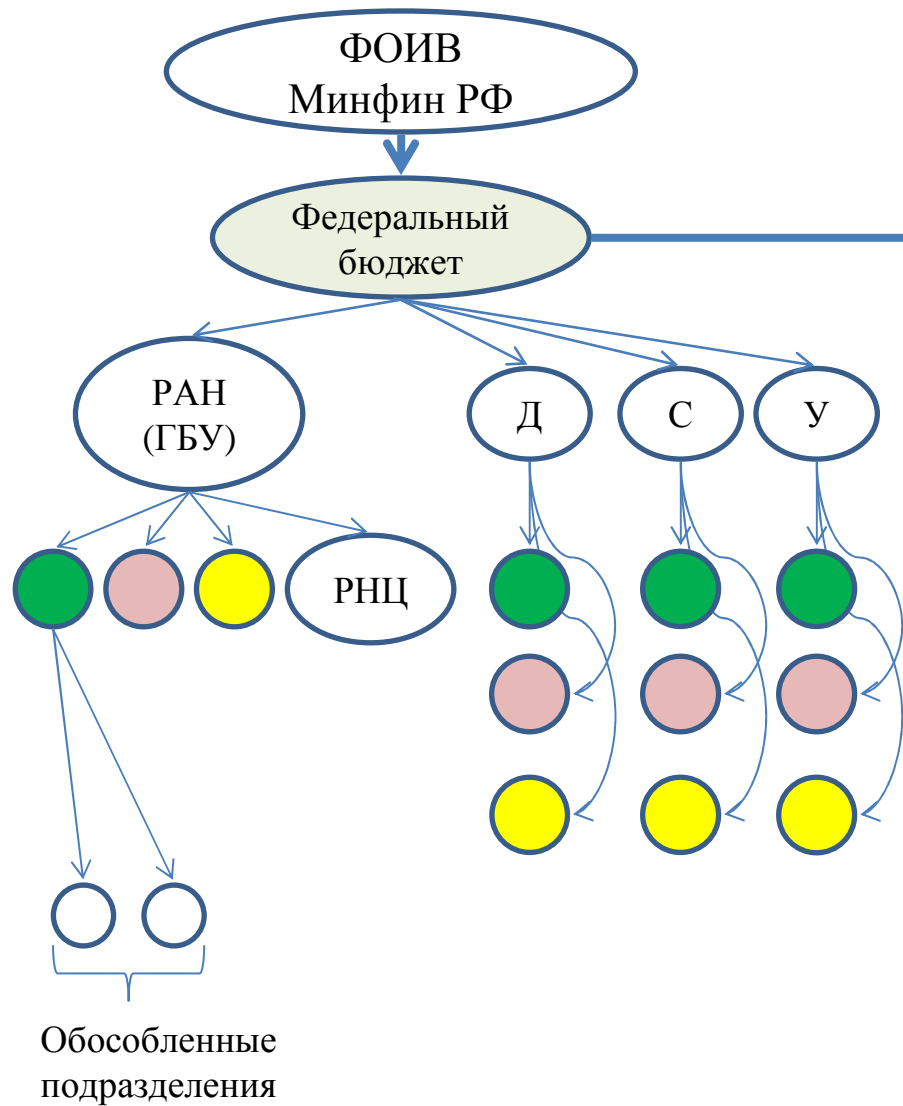 ФОИВ
Минфин РФ
Федеральный
бюджет
РАН
(ГБУ)
Д
С
У
РНЦ
Обособленные
подразделения